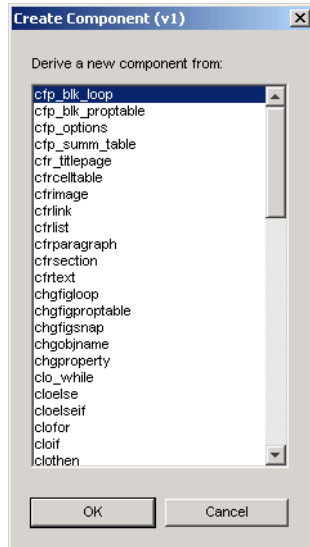 Create Component (v1)
Derive a new component from:
cfp_blk_loop
cfp_blk_proptable
cfp_options
cfp_summ_table
cfr_titlepage
cfrcelltable
cfrimage
cfrlink
cfrlist
cfrparagraph
cfrsection
cfrtext
chgfigloop
chgfigproptable
chgfigsnap
chgobjname
chgproperty
clo_while
cloelse
cloelseif
clofor
cloif
clothen
OK Cancel